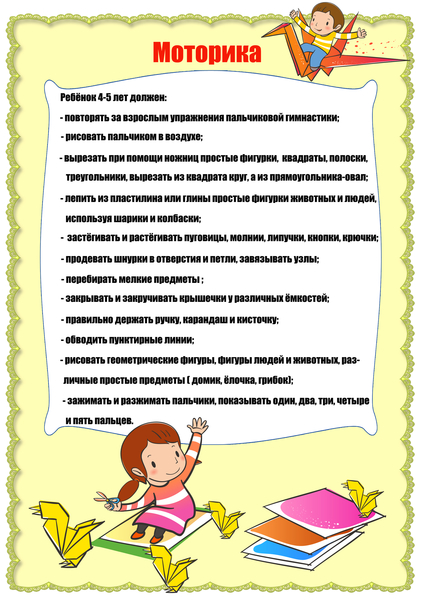 Моторика
Ребёнок 4-5 лет должен:
- повторять за взрослым упражнения пальчиковой гимнастики;
- рисовать пальчиком в воздухе;
- вырезать при помощи ножниц простые фигурки, квадраты, полоски,
треугольники, вырезать из квадрата круг, а из прямоугольника-овал;
- лепить из пластилина или глины простые фигурки животных и людей,
используя шарики и колбаски;
- застёгивать и растёгивать пуговицы, молнии, липучки, кнопки, крючки;
- продевать шнурки в отверстия и петли, завязывать узлы;
- перебирать мелкие предметы ;
- закрывать и закручивать крышечки у различных ёмкостей;
- правильно держать ручку, карандаш и кисточку;
- обводить пунктирные линии;
- рисовать геометрические фигуры, фигуры людей и животных, раз-
личные простые предметы ( домик, ёлочка, грибок);
- зажимать и разжимать пальчики, показывать один, два, три, четыре
и пять пальцев.